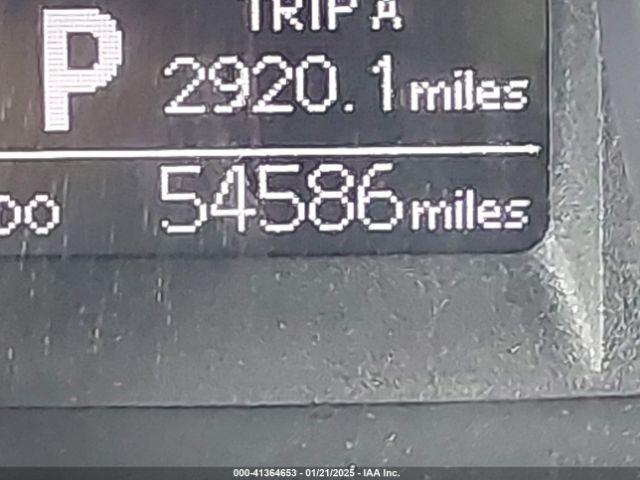 TRIP A
P 2920.1 miles
54586 miles
000-41364653 - 01/21/2025 - IAA Inc.